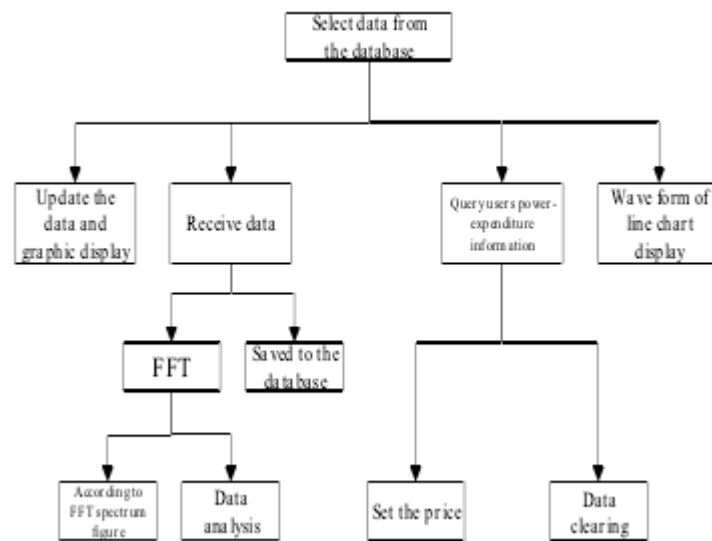 Select data from
the database
Update the
data and
graphic display
Receive data
Query users power-
expenditure
information
Wave form of
line chart
display
FFT
Saved to the
database
According to
FFT spectrum
figure
Data
analysis
Set the price
Data
clearing